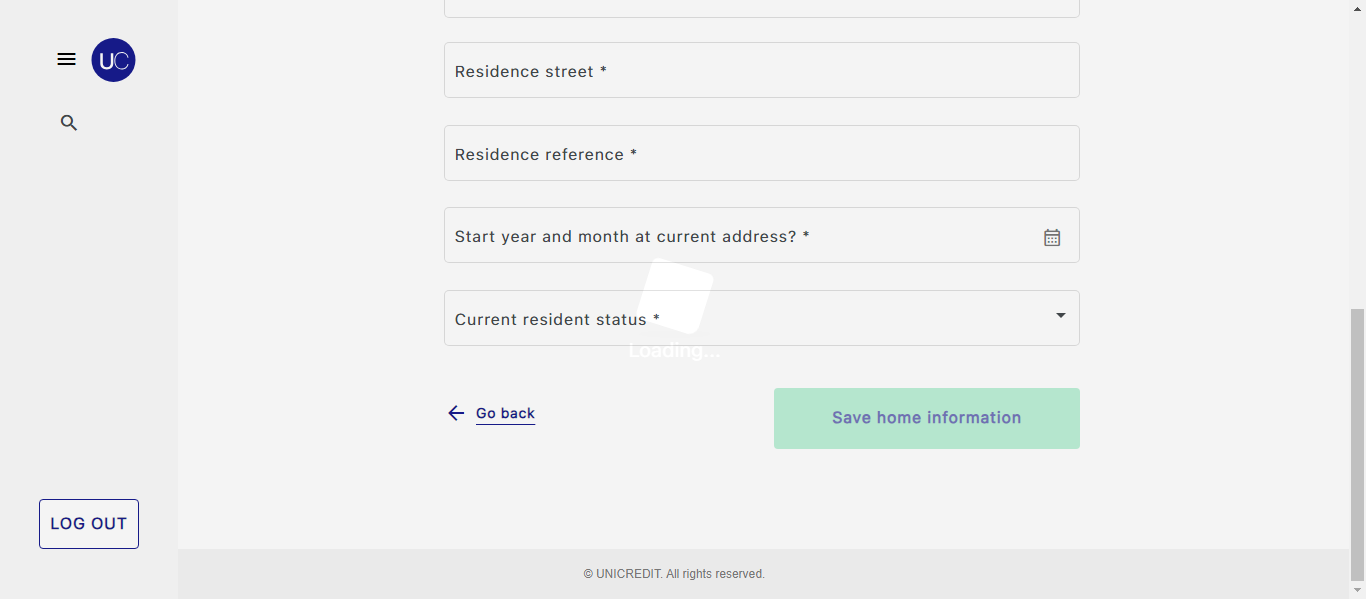 UC
Residence street *
Residence reference *
Start year and month at current address? *
Current resident status *
Loading...
Go back
Save home information
LOG OUT
© UNICREDIT. All rights reserved.